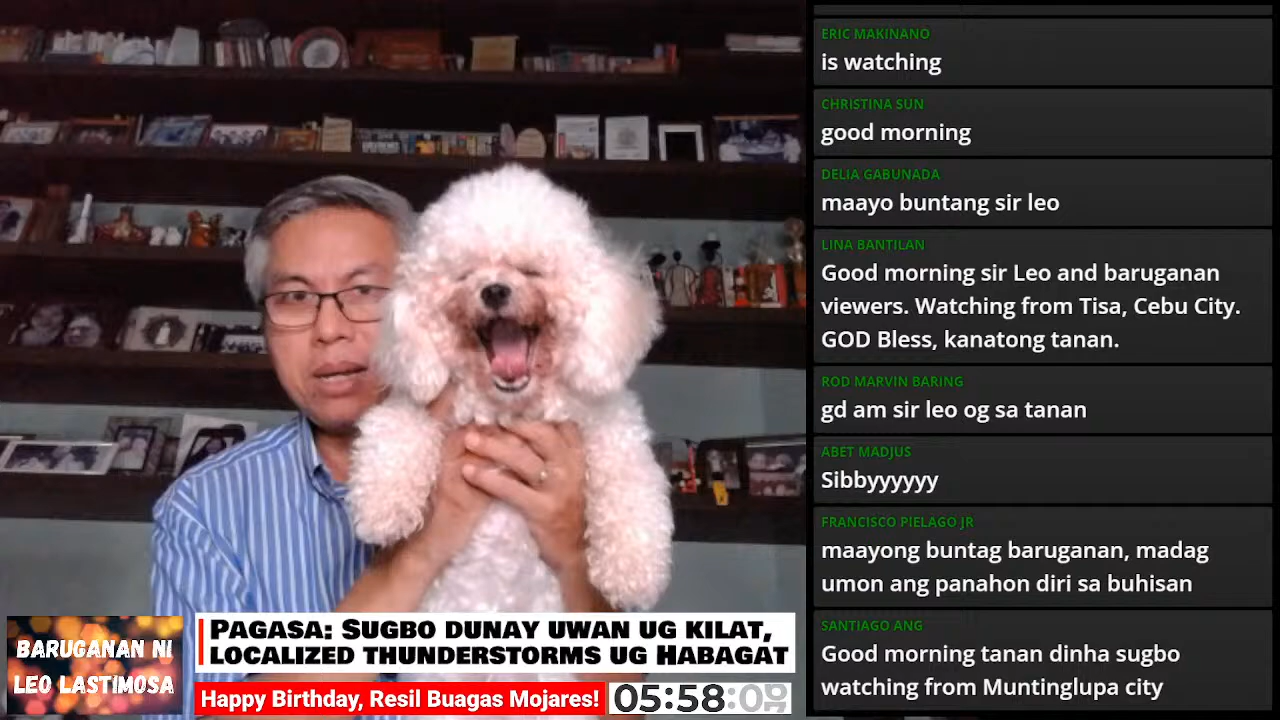 BARUGANAN NI
LEO LASTIMOSA
PAGASA: SUGBO DUNAY UWAN UG KILAT,
LOCALIZED THUNDERSTORMS UG HABAGAT
Happy Birthday, Resil Buagas Mojares!
05:58
ERIC MAKINANO
is watching
CHRISTINA SUN
good morning
DELIA GABUNADA
maayo buntang sir leo
LINA BANTILAN
Good morning sir Leo and baruganan
viewers. Watching from Tisa, Cebu City.
GOD Bless, kanatong tanan.
ROD MARVIN BARING
gd am sir leo og sa tanan
ABET MADJUS
Sibbyyyyyy
FRANCISCO PIELAGO JR
maayong buntag baruganan, madag
umon ang panahon diri sa buhisan
SANTIAGO ANG
Good morning tanan dinha sugbo
watching from Muntinglupa city